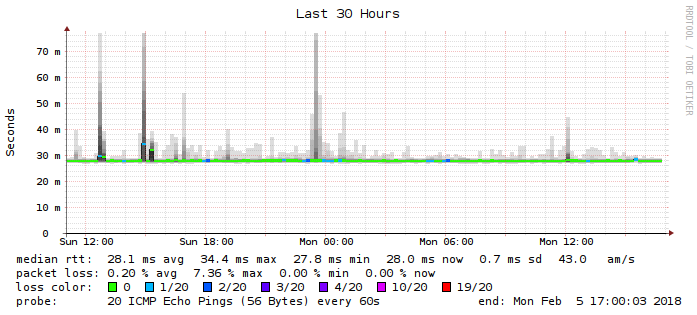 Last 30 Hours
RRDTOOL / TOBI OETIKER
Seconds
70 m
60 m
50 m
40 m
30 m
20 m
10 m
0
Sun 12:00 Sun 18:00 Mon 00:00 Mon 06:00 Mon 12:00
median rtt: 28.1 ms avg 34.4 ms max 27.8 ms min 28.0 ms now 0.7 ms sd 43.0 am/s
packet loss: 0.20 % avg 7.36 % max 0.00 % min 0.00 % now
loss color: 0 1/20 2/20 3/20 4/20 10/20 19/20
probe: 20 ICMP Echo Pings (56 Bytes) every 60s end: Mon Feb 5 17:00:03 2018